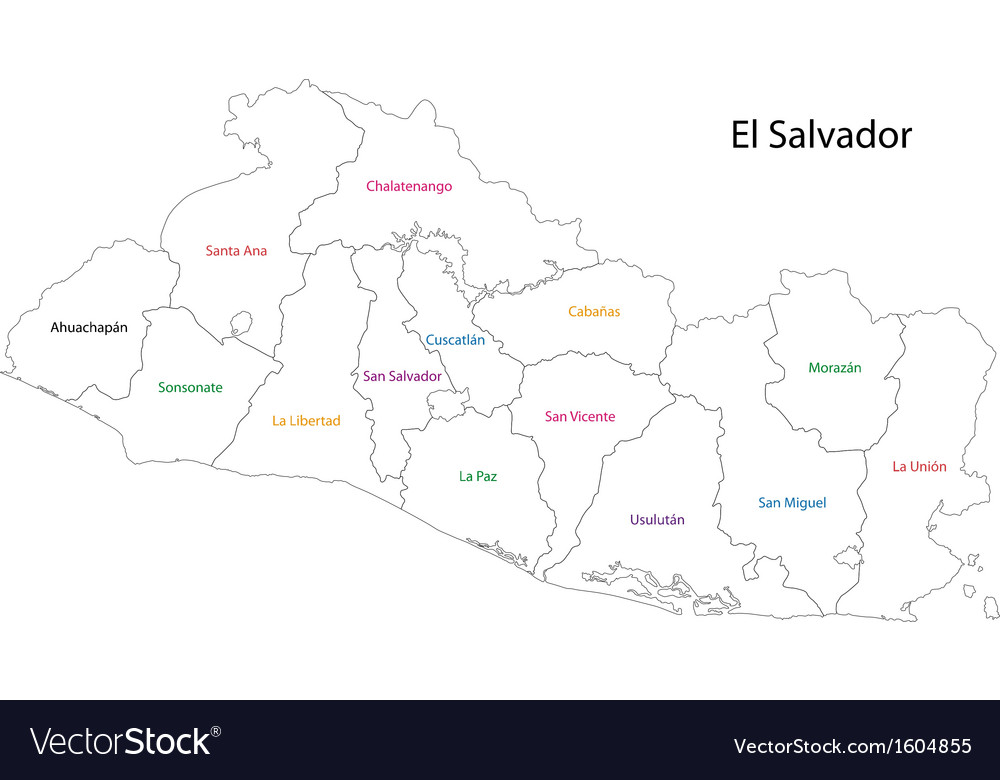 El Salvador
Chalatenango
Santa Ana
Cabañas
Ahuachapán
Cuscatlán
Morazán
San Salvador
Sonsonate
San Vicente
La Libertad
La Unión
La Paz
San Miguel
Usulután
VectorStock®
VectorStock.com/1604855